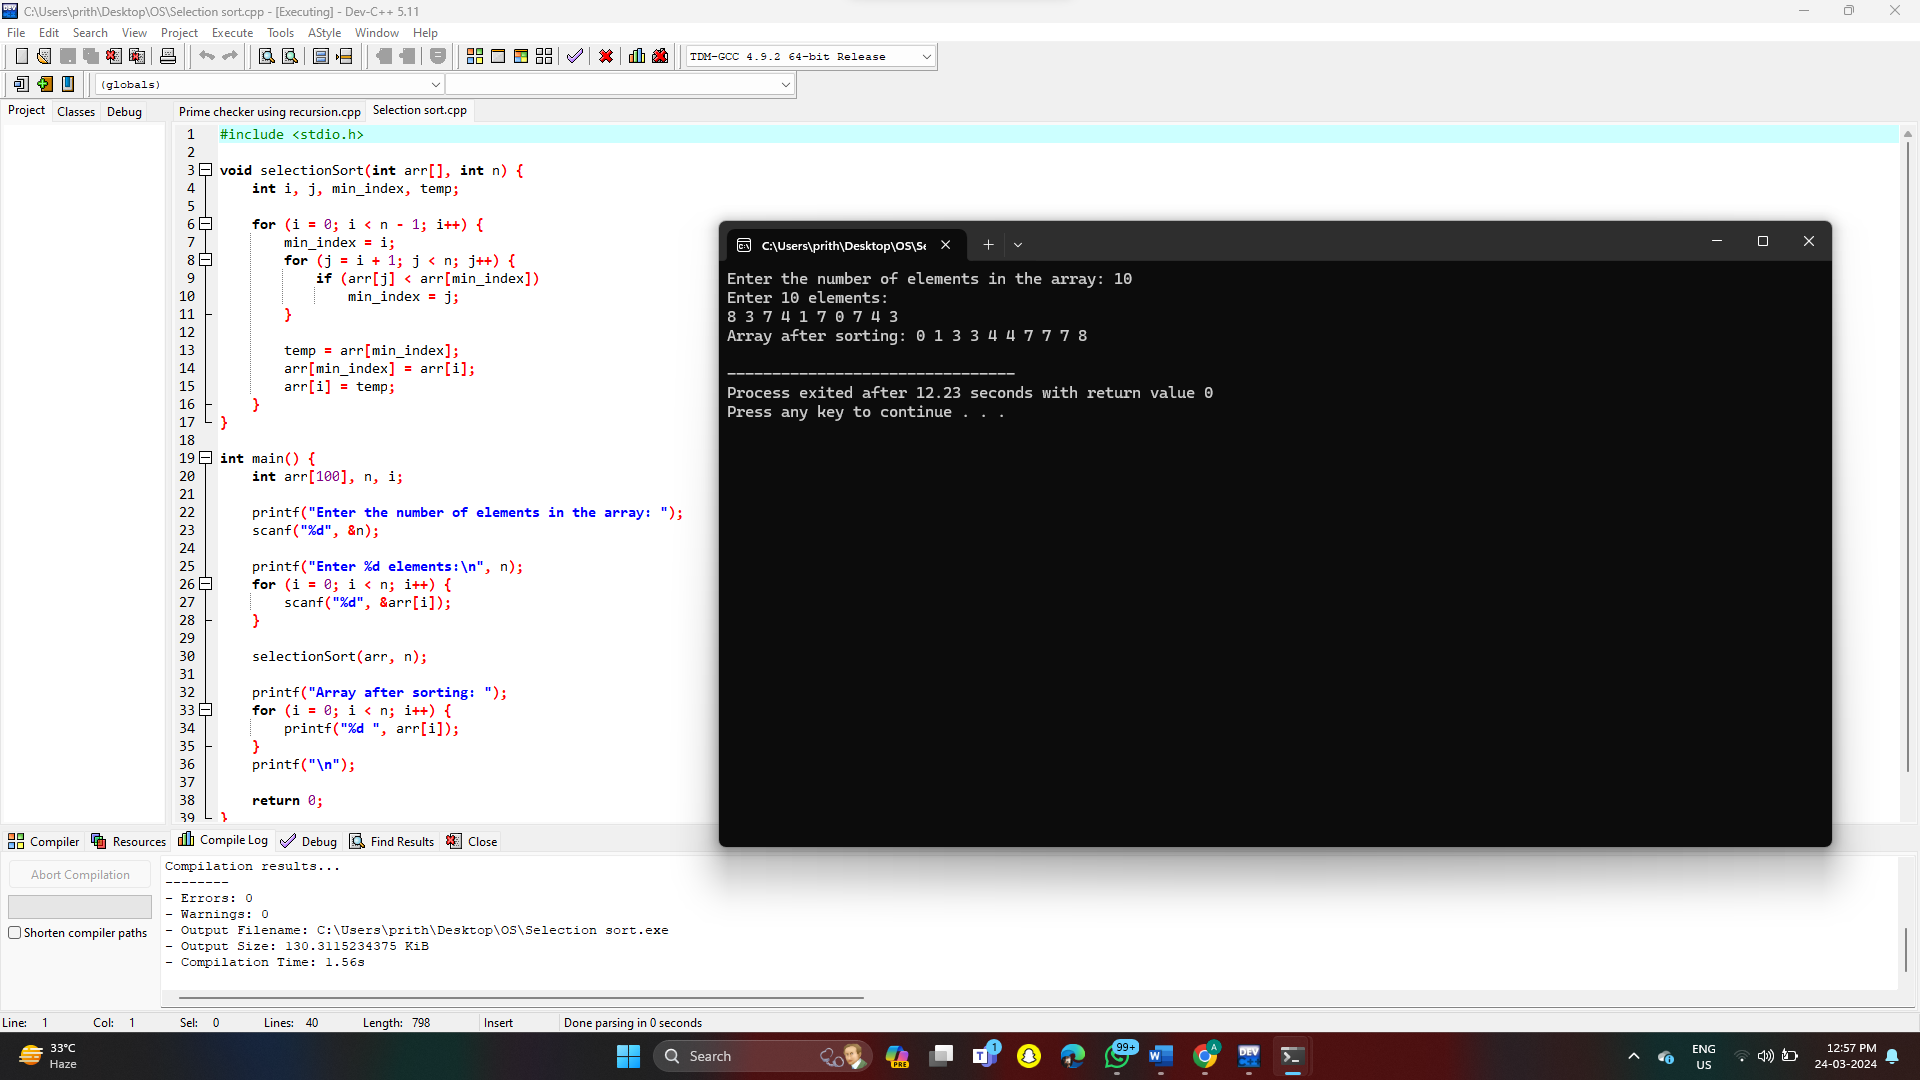 C:\Users\prith\Desktop\OS\Selection sort.cpp - [Executing] - Dev-C++ 5.11
File Edit Search View Project Execute Tools AStyle Window Help
TDM-GCC 4.9.2 64-bit Release
(globals)
Project Classes Debug
Prime checker using recursion.cpp Selection sort.cpp
1 #include <stdio.h>
2
3 void selectionSort(int arr[], int n) {
4 int i, j, min_index, temp;
5
6 for (i = 0; i < n - 1; i++) {
7 min_index = i;
8 for (j = i + 1; j < n; j++) {
9 if (arr[j] < arr[min_index])
10 min_index = j;
11 }
12
13 temp = arr[min_index];
14 arr[min_index] = arr[i];
15 arr[i] = temp;
16 }
17 }
18
19 int main() {
20 int arr[100], n, i;
21
22 printf("Enter the number of elements in the array: ");
23 scanf("%d", &n);
24
25 printf("Enter %d elements:\n", n);
26 for (i = 0; i < n; i++) {
27 scanf("%d", &arr[i]);
28 }
29
30 selectionSort(arr, n);
31
32 printf("Array after sorting: ");
33 for (i = 0; i < n; i++) {
34 printf("%d ", arr[i]);
35 }
36 printf("\n");
37
38 return 0;
39 }
C:\Users\prith\Desktop\OS\Se
Enter the number of elements in the array: 10
Enter 10 elements:
8 3 7 4 1 7 0 7 4 3
Array after sorting: 0 1 3 3 4 4 7 7 7 8
--------------------------------
Process exited after 12.23 seconds with return value 0
Press any key to continue . . .
Compiler Resources Compile Log Debug Find Results Close
Abort Compilation
Shorten compiler paths
Compilation results...
--------
- Errors: 0
- Warnings: 0
- Output Filename: C:\Users\prith\Desktop\OS\Selection sort.exe
- Output Size: 130.3115234375 KiB
- Compilation Time: 1.56s
Line: 1 Col: 1 Sel: 0 Lines: 40 Length: 798 Insert Done parsing in 0 seconds
33°C
Haze
Search
PRE
1
99+
A
DEV
ENG
US
12:57 PM
24-03-2024